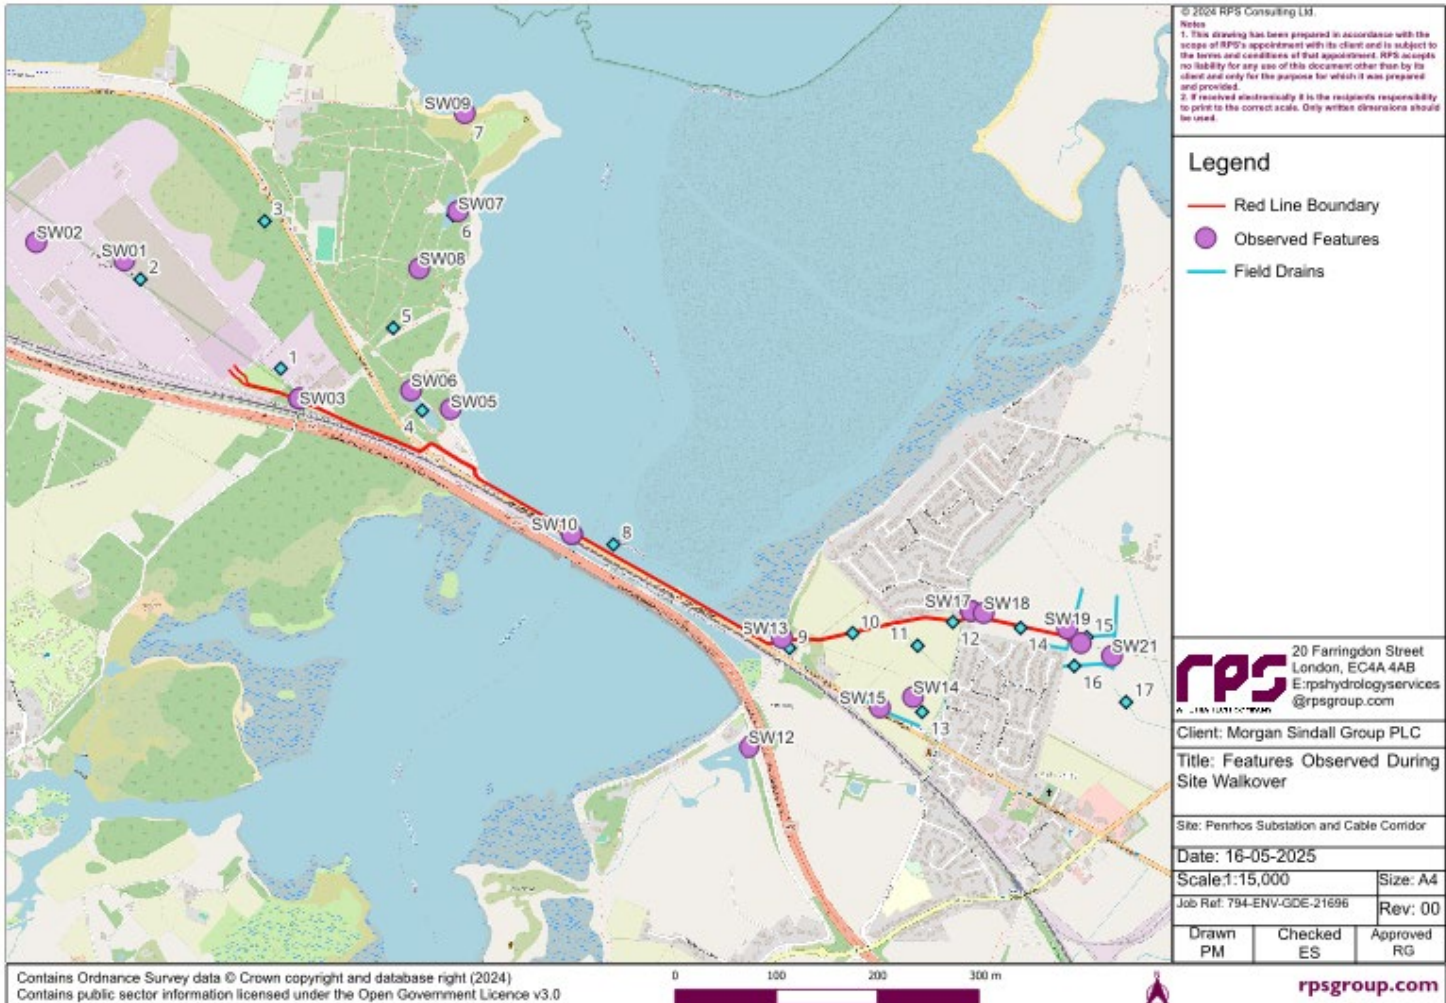 © 2024 RPS Consulting Ltd.
Notes
1. This drawing has been prepared in accordance with the
scope of RPS's appointment with its client and is subject to
the terms and conditions of that appointment. RPS accepts
no liability for any use of this document other than by its
client and only for the purpose for which it was prepared
and provided.
2. If received electronically it is the recipients responsibility
to print to the correct scale. Only written dimensions should
be used.
Legend
Red Line Boundary
Observed Features
Field Drains
SW09
7
SW07
6
3
SW02
SW01
2
SW08
5
1
SW03
SW06
SW05
4
SW10
8
SW13
9
10
11
SW17
SW18
12
SW19
14
15
SW21
16
17
SW14
SW15
13
SW12
rps
20 Farringdon Street
London, EC4A 4AB
E:rpshydrologyservices
@rpsgroup.com
Client: Morgan Sindall Group PLC
Title: Features Observed During
Site Walkover
Site: Penrhos Substation and Cable Corridor
Date: 16-05-2025
Scale:1:15,000
Size: A4
Job Ref: 794-ENV-GDE-21696
Rev: 00
Drawn
PM
Checked
ES
Approved
RG
Contains Ordnance Survey data © Crown copyright and database right (2024)
Contains public sector information licensed under the Open Government Licence v3.0
0 100 200 300 m
N
rpsgroup.com